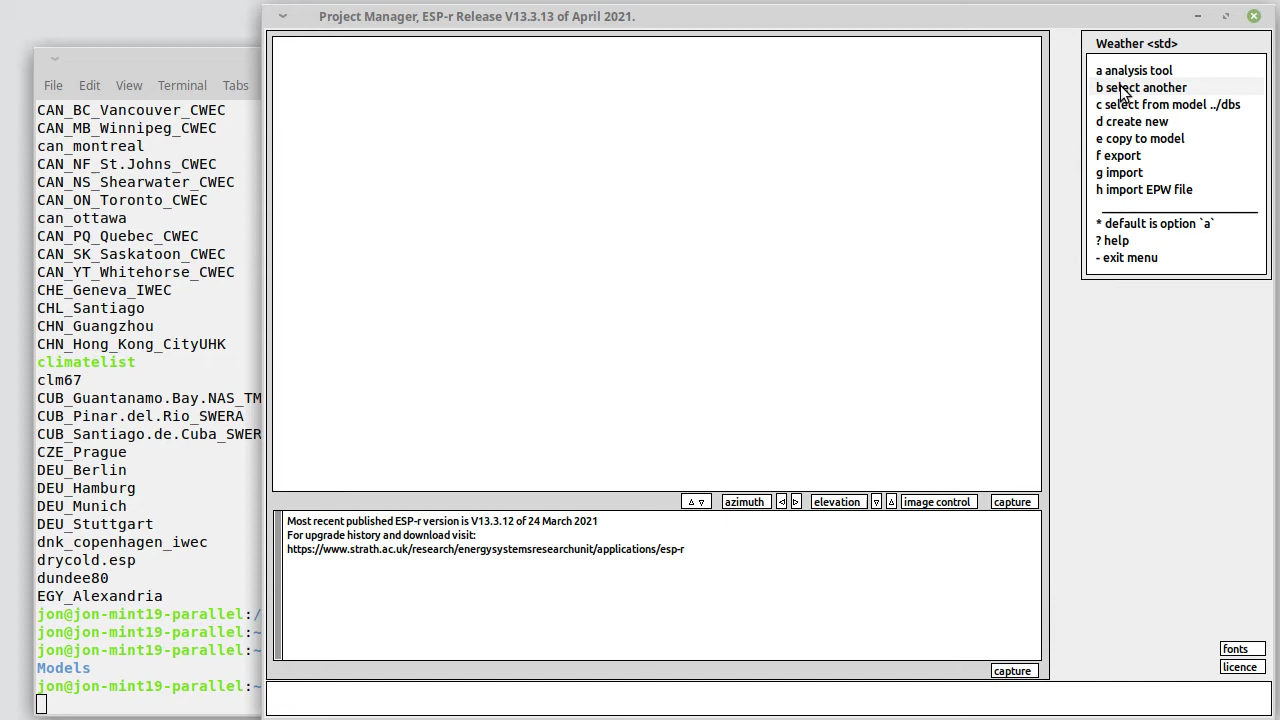 Project Manager, ESP-r Release V13.3.13 of April 2021.
File Edit View Terminal Tabs
CAN_BC_Vancouver_CWEC
CAN_MB_Winnipeg_CWEC
can_montreal
CAN_NF_St.Johns_CWEC
CAN_NS_Shearwater_CWEC
CAN_ON_Toronto_CWEC
can_ottawa
CAN_PQ_Quebec_CWEC
CAN_SK_Saskatoon_CWEC
CAN_YT_Whitehorse_CWEC
CHE_Geneva_IWEC
CHL_Santiago
CHN_Guangzhou
CHN_Hong_Kong_CityUHK
climatelist
clm67
CUB_Guantanamo.Bay.NAS_TM
CUB_Pinar.del.Rio_SWERA
CUB_Santiago.de.Cuba_SWER
CZE_Prague
DEU_Berlin
DEU_Hamburg
DEU_Munich
DEU_Stuttgart
dnk_copenhagen_iwec
drycold.esp
dundee80
EGY_Alexandria
jon@jon-mint19-parallel:/
jon@jon-mint19-parallel:~
jon@jon-mint19-parallel:~
Models
jon@jon-mint19-parallel:~
azimuth
elevation
image control
capture
Most recent published ESP-r version is V13.3.12 of 24 March 2021
For upgrade history and download visit:
https://www.strath.ac.uk/research/energysystemsresearchunit/applications/esp-r
capture
Weather <std>
a analysis tool
b select another
c select from model ../dbs
d create new
e copy to model
f export
g import
h import EPW file
* default is option `a`
? help
- exit menu
fonts
licence